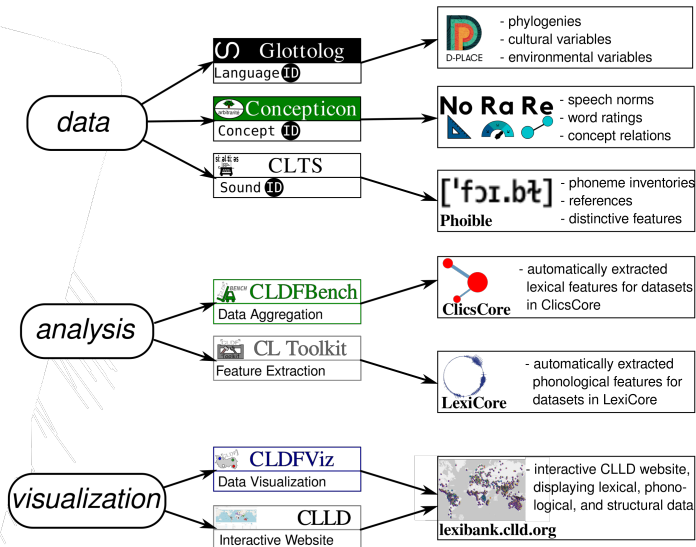 data
Glottolog
Language ID
Concepticon
arbitraire
Concept ID
CLTS
Sound ID
D-PLACE
- phylogenies
- cultural variables
- environmental variables
No Ra Re
- speech norms
- word ratings
- concept relations
[ˈfɔɪ.bɫ]
Phoible
- phoneme inventories
- references
- distinctive features
analysis
BENCH
CLDFBench
Data Aggregation
CL Toolkit
Feature Extraction
ClicsCore
- automatically extracted
lexical features for datasets
in ClicsCore
LexiCore
- automatically extracted
phonological features for
datasets in LexiCore
visualization
CLDFViz
Data Visualization
CLLD
Interactive Website
lexibank.clld.org
- interactive CLLD website,
displaying lexical, phono-
logical, and structural data